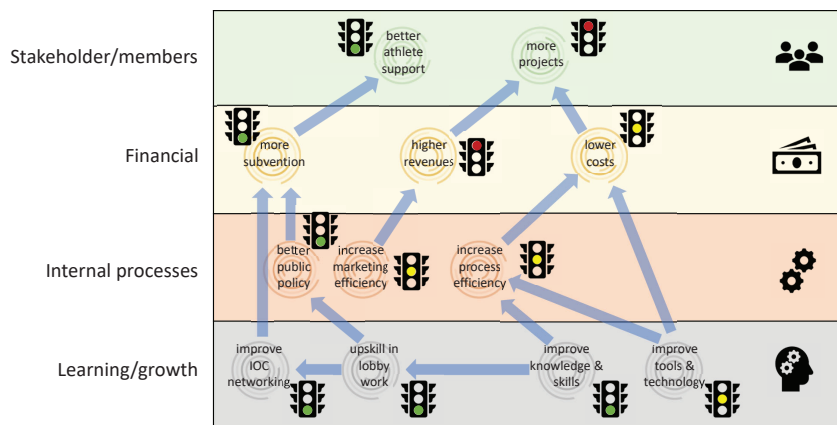 Stakeholder/members
better
athlete
support
more
projects
Financial
more
subvention
higher
revenues
lower
costs
Internal processes
better
public
policy
increase
marketing
efficiency
increase
process
efficiency
Learning/growth
improve
IOC
networking
upskill in
lobby
work
improve
knowledge &
skills
improve
tools &
technology